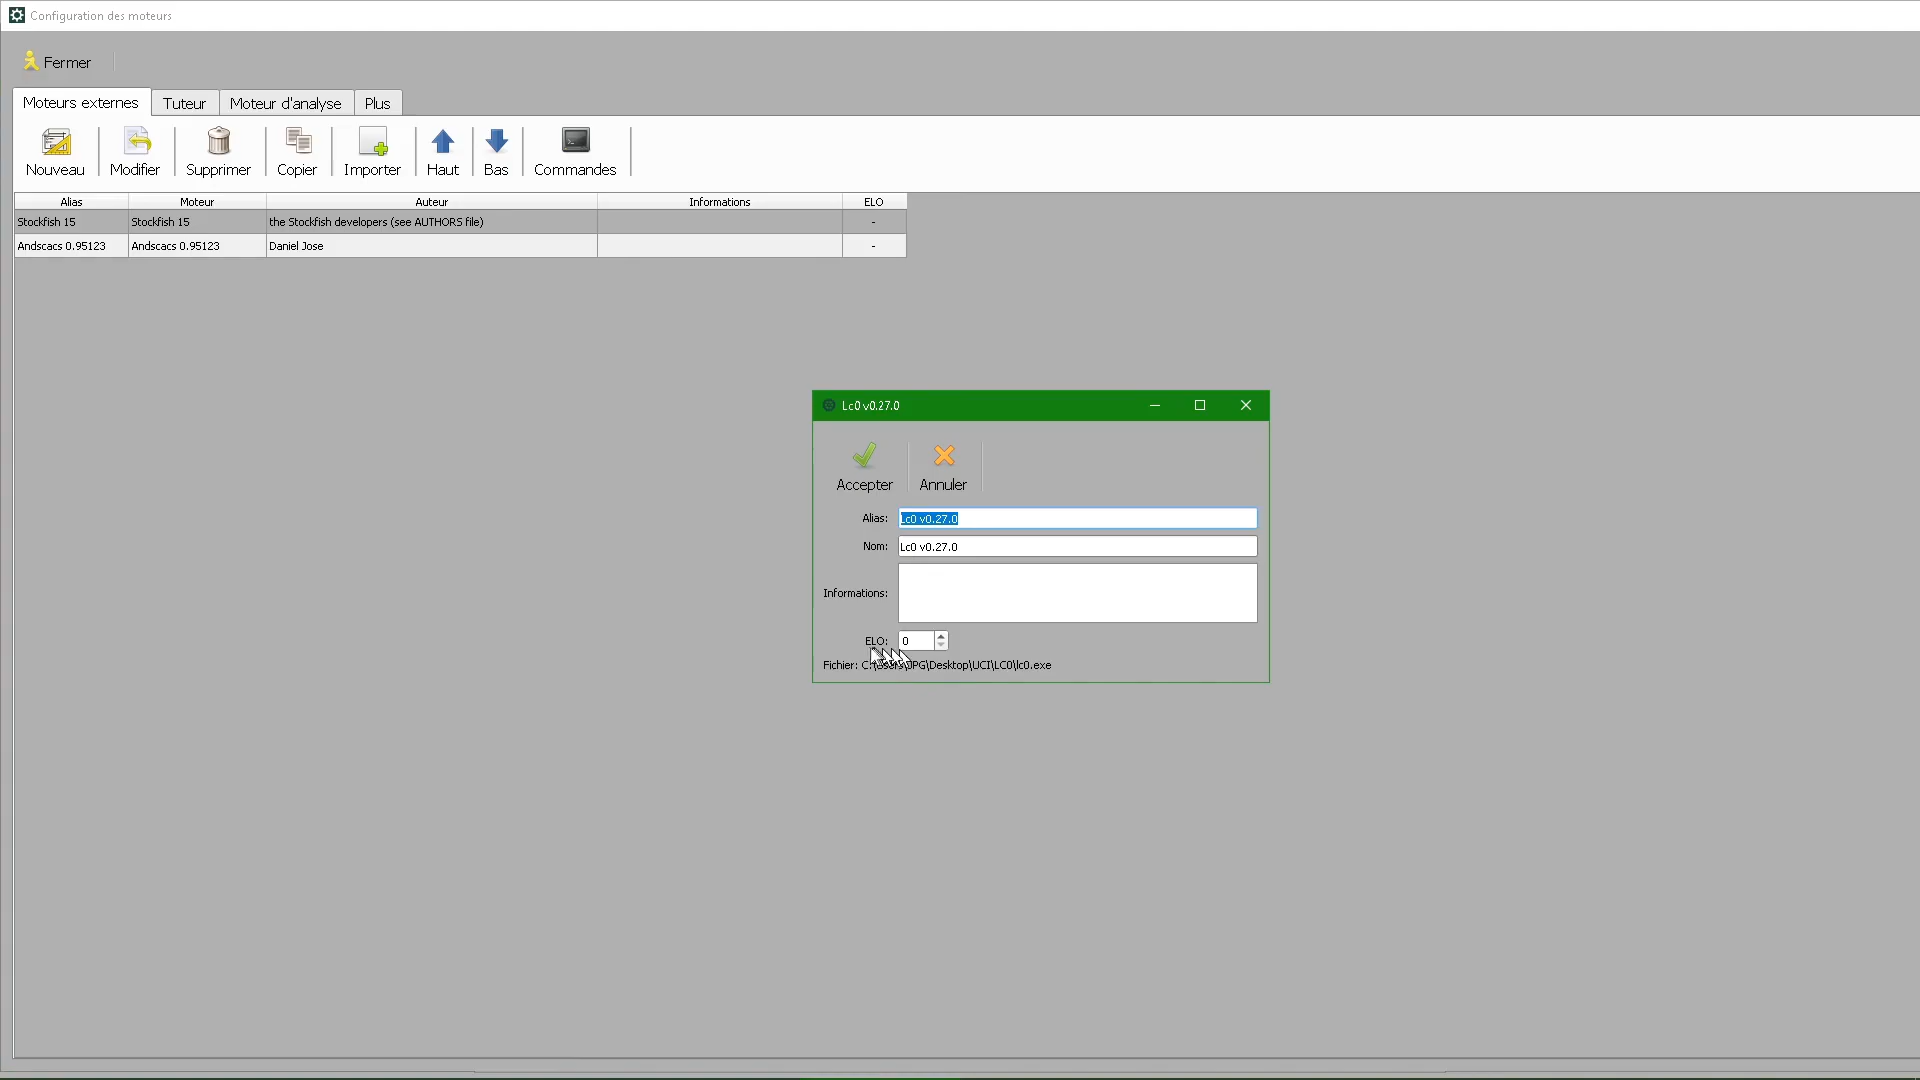 Configuration des moteurs
Fermer
Moteurs externes Tuteur Moteur d'analyse Plus
Nouveau Modifier Supprimer Copier Importer Haut Bas Commandes
Alias Moteur Auteur Informations ELO
Stockfish 15 Stockfish 15 the Stockfish developers (see AUTHORS file) -
Andscacs 0.95123 Andscacs 0.95123 Daniel Jose -
Lc0 v0.27.0
Accepter Annuler
Alias: Lc0 v0.27.0
Nom: Lc0 v0.27.0
Informations:
ELO: 0
Fichier: C:\Users\JPG\Desktop\UCI\LC0\lc0.exe